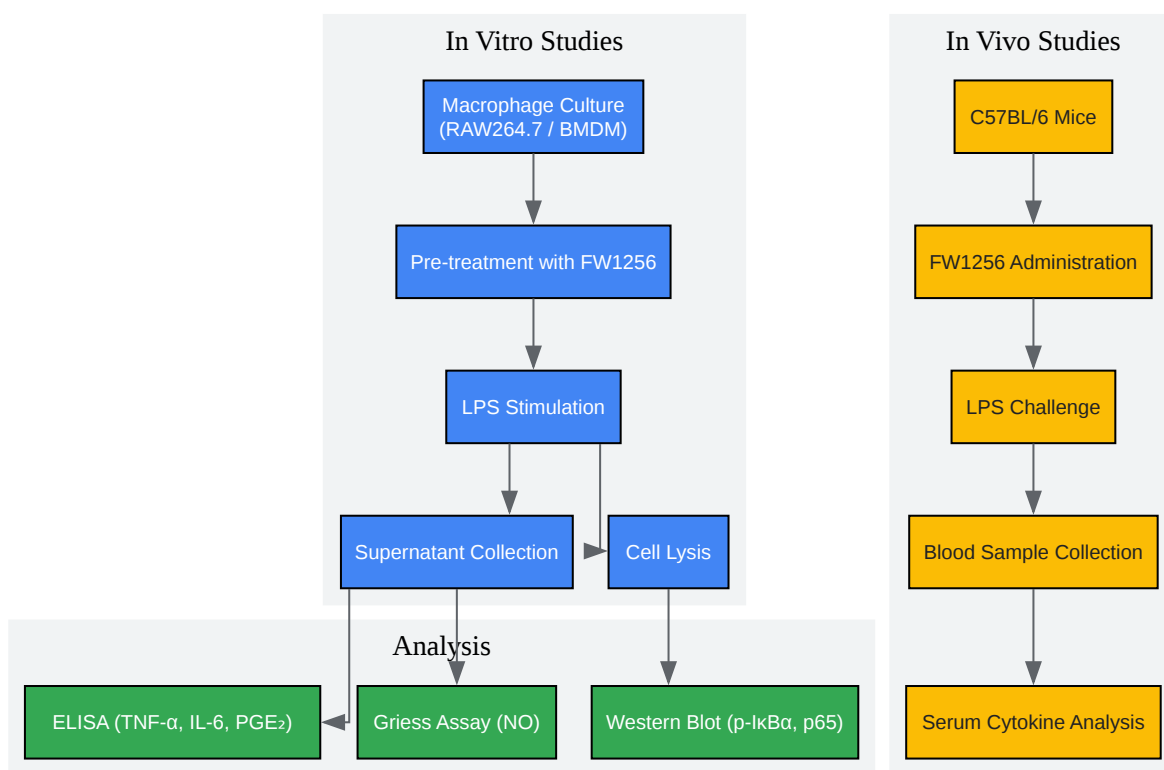 In Vitro Studies
Macrophage Culture
(RAW264.7 / BMDM)
Pre-treatment with FW1256
LPS Stimulation
Supernatant Collection
Cell Lysis
Analysis
ELISA (TNF-α, IL-6, PGE₂)
Griess Assay (NO)
Western Blot (p-IκBα, p65)
In Vivo Studies
C57BL/6 Mice
FW1256 Administration
LPS Challenge
Blood Sample Collection
Serum Cytokine Analysis